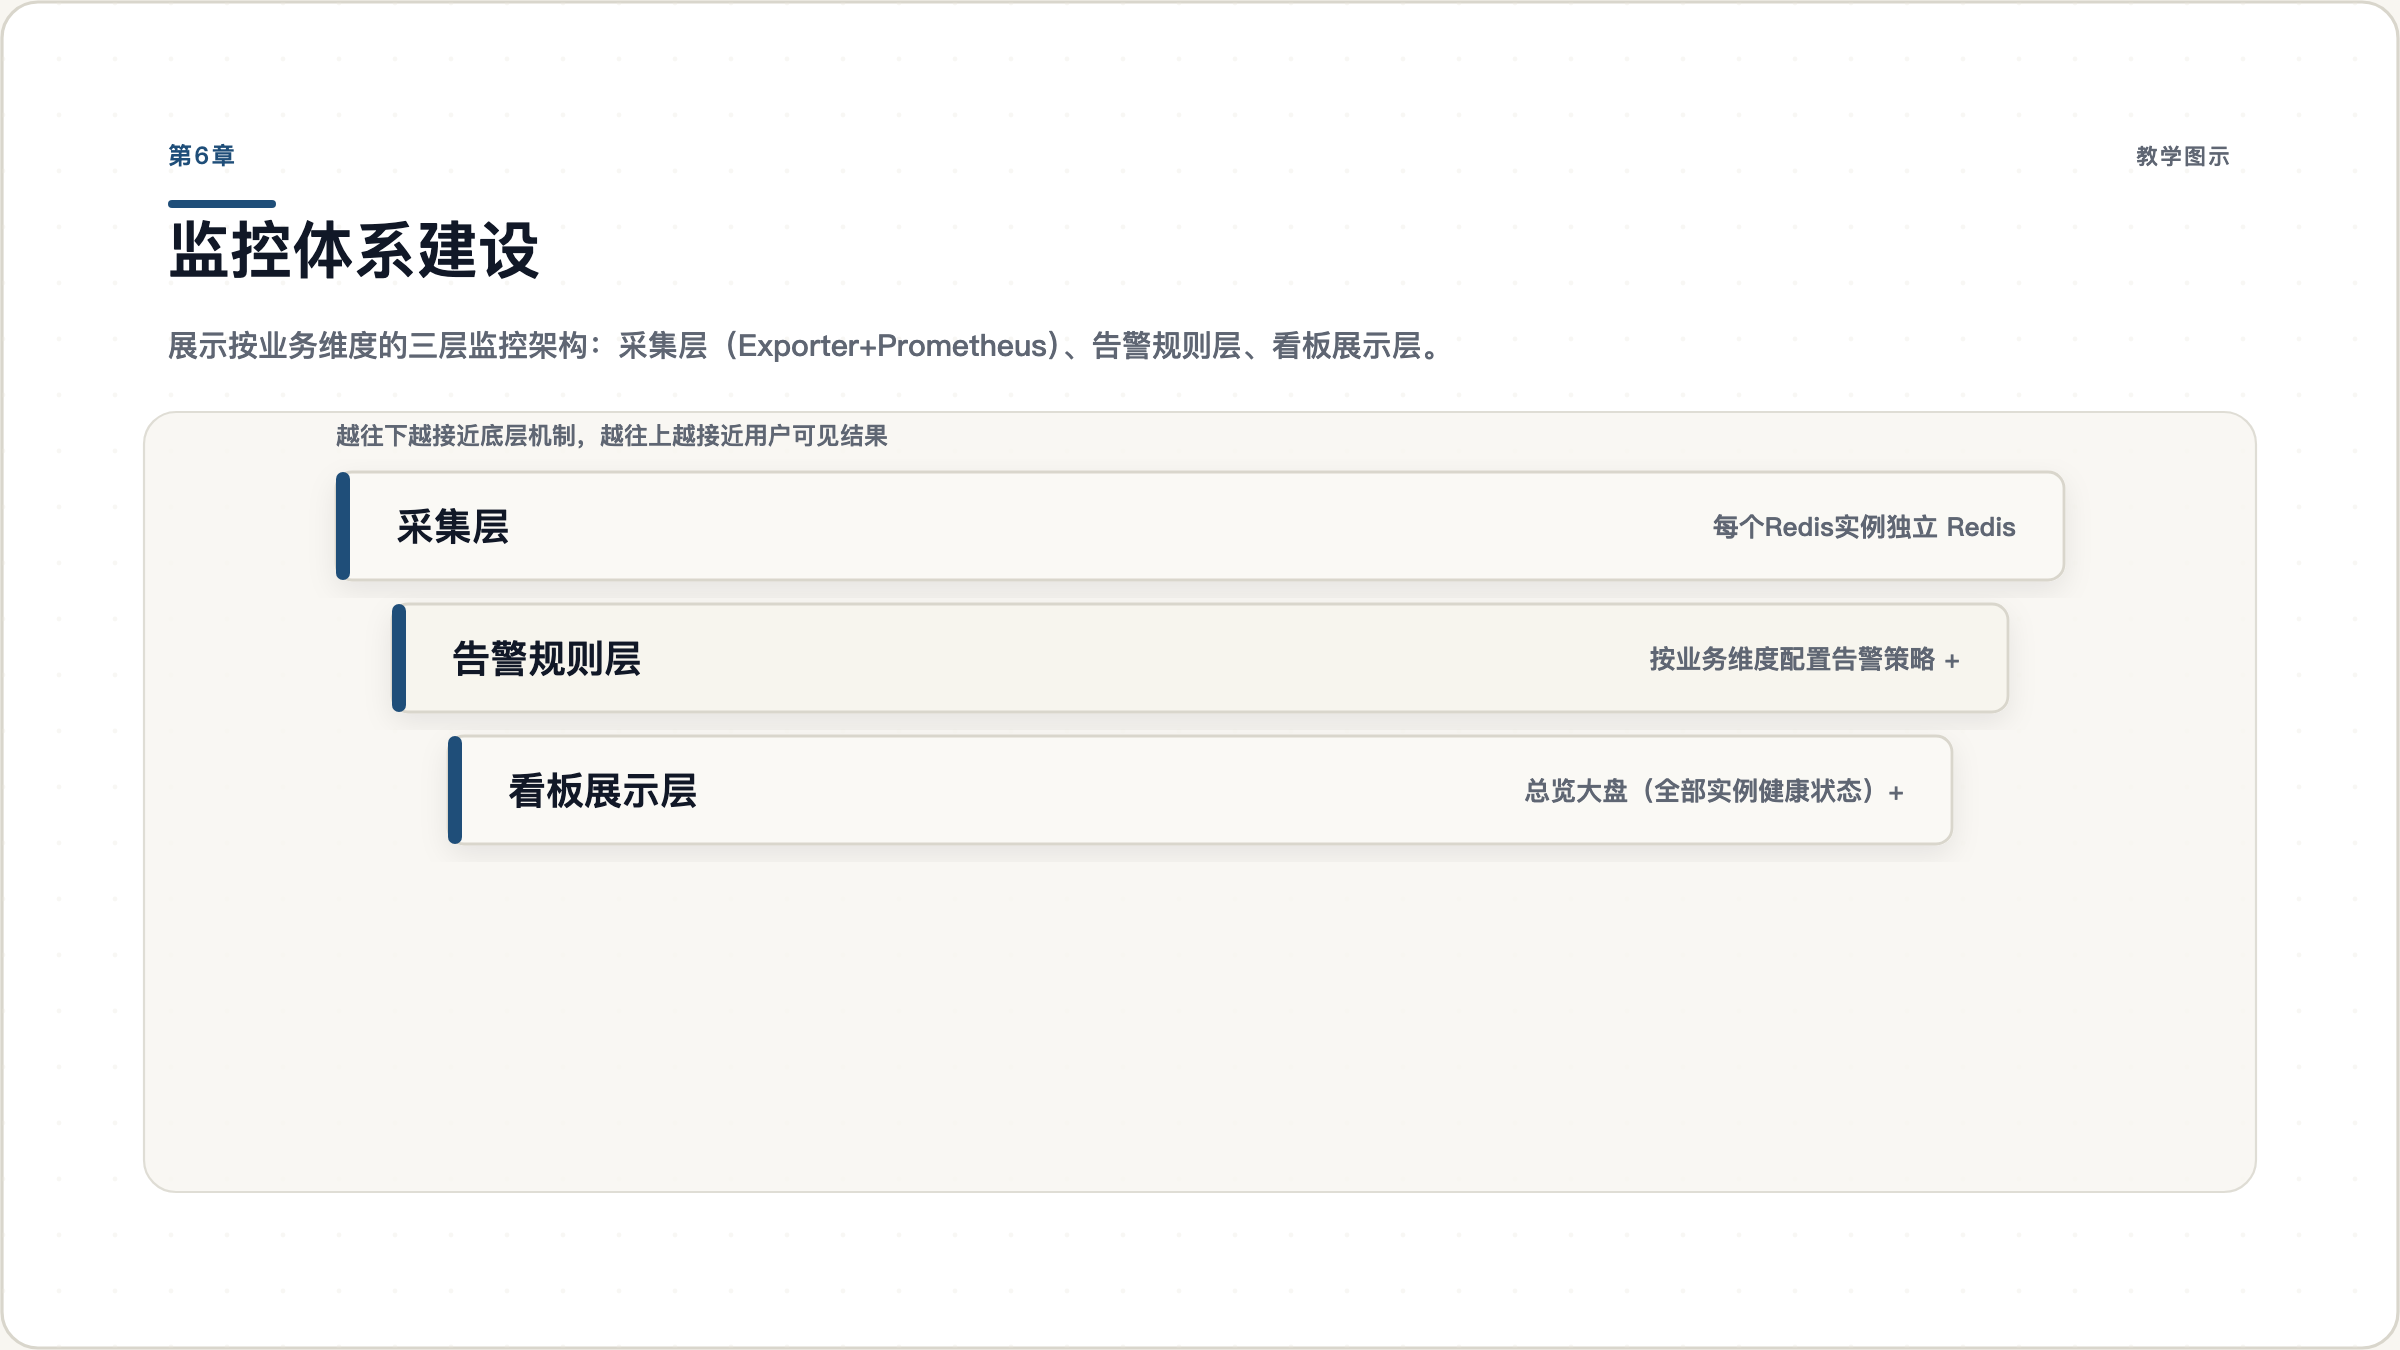 第6章
教学图示
监控体系建设
展示按业务维度的三层监控架构：采集层（Exporter+Prometheus）、告警规则层、看板展示层。
越往下越接近底层机制，越往上越接近用户可见结果
采集层
每个Redis实例独立 Redis
告警规则层
按业务维度配置告警策略 +
看板展示层
总览大盘（全部实例健康状态）+